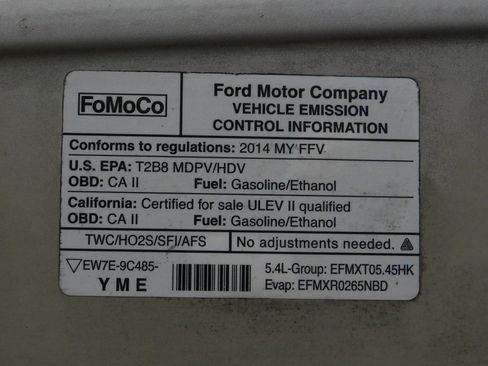 FoMoCo
Ford Motor Company
VEHICLE EMISSION
CONTROL INFORMATION
Conforms to regulations: 2014 MY FFV
U.S. EPA: T2B8 MDPV/HDV
OBD: CA II Fuel: Gasoline/Ethanol
California: Certified for sale ULEV II qualified
OBD: CA II Fuel: Gasoline/Ethanol
TWC/HO2S/SFI/AFS
No adjustments needed.
EW7E-9C485-
YME
5.4L-Group: EFMXT05.45HK
Evap: EFMXR0265NBD